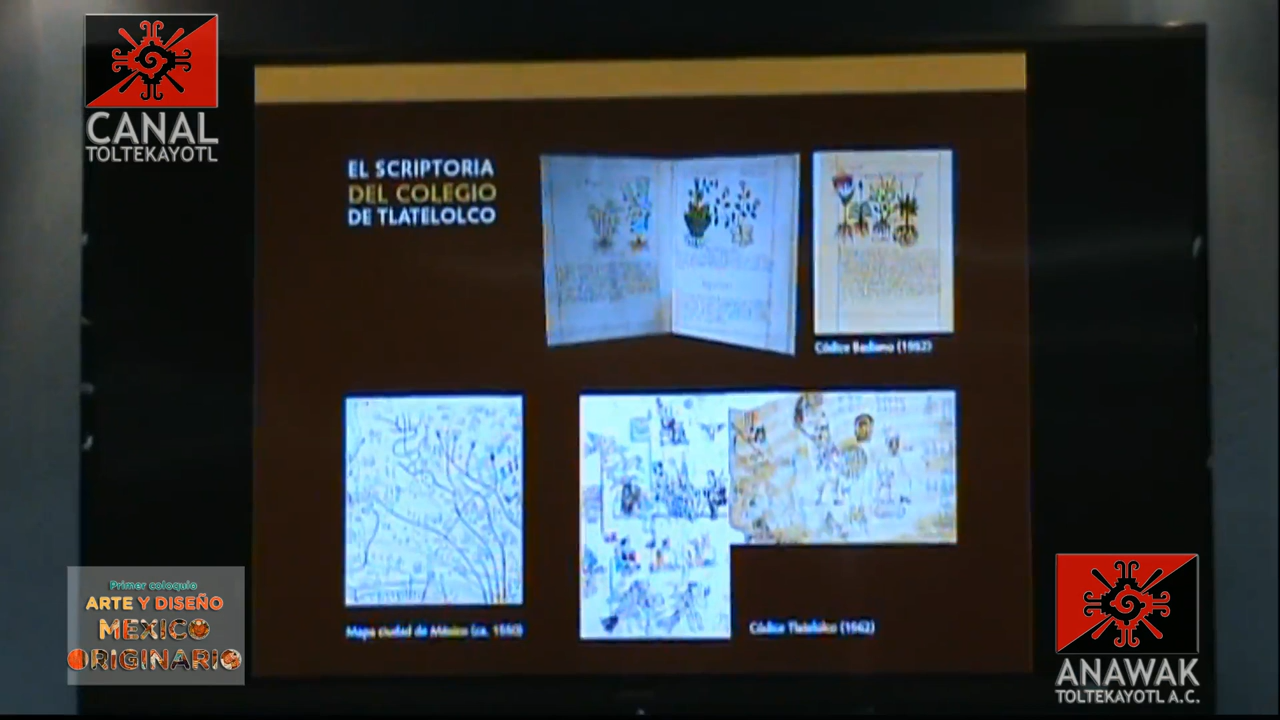 CANAL
TOLTEKAYOTL
EL SCRIPTORIA
DEL COLEGIO
DE TLATELOLCO
Códice Badiano (1552)
Mapa ciudad de México (ca. 1550)
Códice Tlatelolco (1562)
Primer coloquio
ARTE Y DISEÑO
MEXICO
ORIGINARIO
ANAWAK
TOLTEKAYOTL A.C.